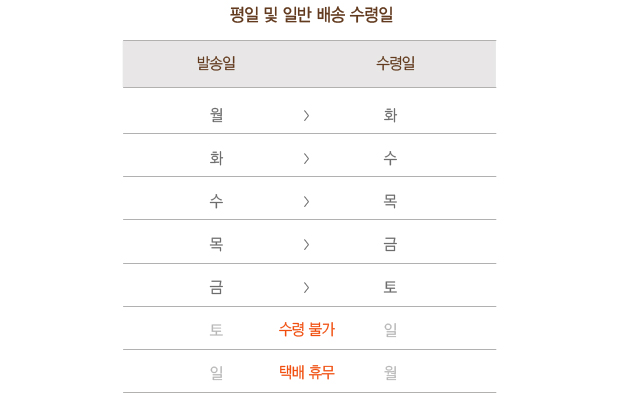 평일 및 일반 배송 수령일
발송일 수령일
월 > 화
화 > 수
수 > 목
목 > 금
금 > 토
토 수령 불가 일
일 택배 휴무 월